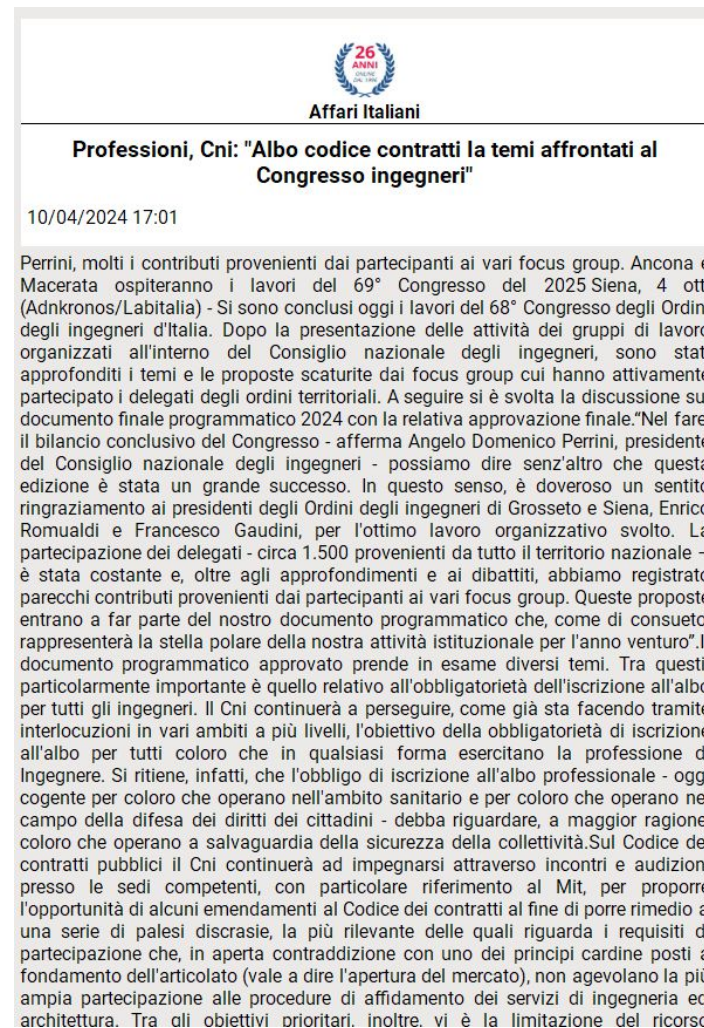 26
ANNI
ONLINE
DAL 1996
Affari Italiani
Professioni, Cni: "Albo codice contratti Ia temi affrontati al
Congresso ingegneri"
10/04/2024 17:01
Perrini, molti i contributi provenienti dai partecipanti ai vari focus group. Ancona e
Macerata ospiteranno i lavori del 69° Congresso del 2025 Siena, 4 ott
(Adnkronos/Labitalia) - Si sono conclusi oggi i lavori del 68° Congresso degli Ordin
degli ingegneri d'Italia. Dopo la presentazione delle attività dei gruppi di lavoro
organizzati all'interno del Consiglio nazionale degli ingegneri, sono stat
approfonditi i temi e le proposte scaturite dai focus group cui hanno attivamente
partecipato i delegati degli ordini territoriali. A seguire si è svolta la discussione su
documento finale programmatico 2024 con la relativa approvazione finale.“Nel fare
il bilancio conclusivo del Congresso - afferma Angelo Domenico Perrini, presidente
del Consiglio nazionale degli ingegneri - possiamo dire senz'altro che questa
edizione è stata un grande successo. In questo senso, è doveroso un sentito
ringraziamento ai presidenti degli Ordini degli ingegneri di Grosseto e Siena, Enrico
Romualdi e Francesco Gaudini, per l'ottimo lavoro organizzativo svolto. La
partecipazione dei delegati - circa 1.500 provenienti da tutto il territorio nazionale –
è stata costante e, oltre agli approfondimenti e ai dibattiti, abbiamo registrato
parecchi contributi provenienti dai partecipanti ai vari focus group. Queste proposte
entrano a far parte del nostro documento programmatico che, come di consueto
rappresenterà la stella polare della nostra attività istituzionale per l'anno venturo”.I
documento programmatico approvato prende in esame diversi temi. Tra questi
particolarmente importante è quello relativo all'obbligatorietà dell'iscrizione all'albo
per tutti gli ingegneri. Il Cni continuerà a perseguire, come già sta facendo tramite
interlocuzioni in vari ambiti a più livelli, l'obiettivo della obbligatorietà di iscrizione
all'albo per tutti coloro che in qualsiasi forma esercitano la professione d
Ingegnere. Si ritiene, infatti, che l'obbligo di iscrizione all'albo professionale - ogg
cogente per coloro che operano nell'ambito sanitario e per coloro che operano ne
campo della difesa dei diritti dei cittadini - debba riguardare, a maggior ragione
coloro che operano a salvaguardia della sicurezza della collettività.Sul Codice de
contratti pubblici il Cni continuerà ad impegnarsi attraverso incontri e audizion
presso le sedi competenti, con particolare riferimento al Mit, per proporre
l'opportunità di alcuni emendamenti al Codice dei contratti al fine di porre rimedio a
una serie di palesi discrasie, la più rilevante delle quali riguarda i requisiti d
partecipazione che, in aperta contraddizione con uno dei principi cardine posti a
fondamento dell'articolato (vale a dire l'apertura del mercato), non agevolano la più
ampia partecipazione alle procedure di affidamento dei servizi di ingegneria ed
architettura. Tra gli obiettivi prioritari, inoltre, vi è la limitazione del ricorso